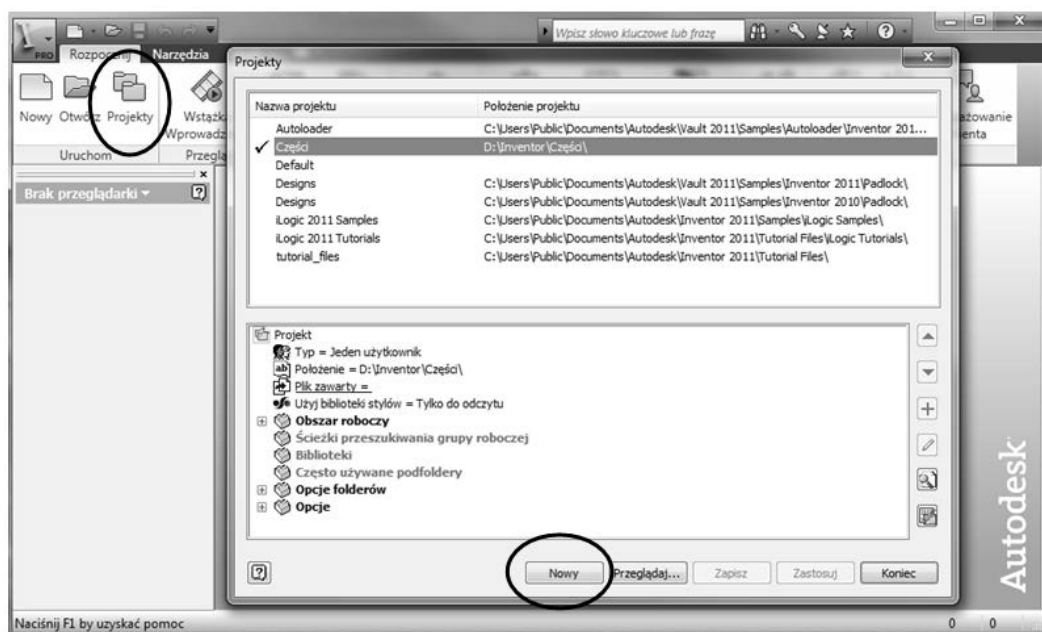 Wpisz słowo kluczowe lub frazę
PRO Rozpocznij Narzędzia
Nowy Otwórz Projekty
Uruchom
Brak przeglądarki
Projekty
Nazwa projektu Położenie projektu
Autoloader C:\Users\Public\Documents\Autodesk\Vault 2011\Samples\Autoloader\Inventor 201...
Części D:\Inventor\Części\
Default
Designs C:\Users\Public\Documents\Autodesk\Vault 2011\Samples\Inventor 2011\Padlock\
Designs C:\Users\Public\Documents\Autodesk\Vault 2011\Samples\Inventor 2010\Padlock\
iLogic 2011 Samples C:\Users\Public\Documents\Autodesk\Inventor 2011\Samples\iLogic Samples\
iLogic 2011 Tutorials C:\Users\Public\Documents\Autodesk\Inventor 2011\Tutorial Files\iLogic Tutorials\
tutorial_files C:\Users\Public\Documents\Autodesk\Inventor 2011\Tutorial Files\
Projekt
Typ = Jeden użytkownik
Położenie = D:\Inventor\Części\
Plik zawarty =
Użyj biblioteki stylów = Tylko do odczytu
Obszar roboczy
Ścieżki przeszukiwania grupy roboczej
Biblioteki
Często używane podfoldery
Opcje folderów
Opcje
Nowy Przeglądaj... Zapisz Zastosuj Koniec
Autodesk
Naciśnij F1 by uzyskać pomoc 0 0